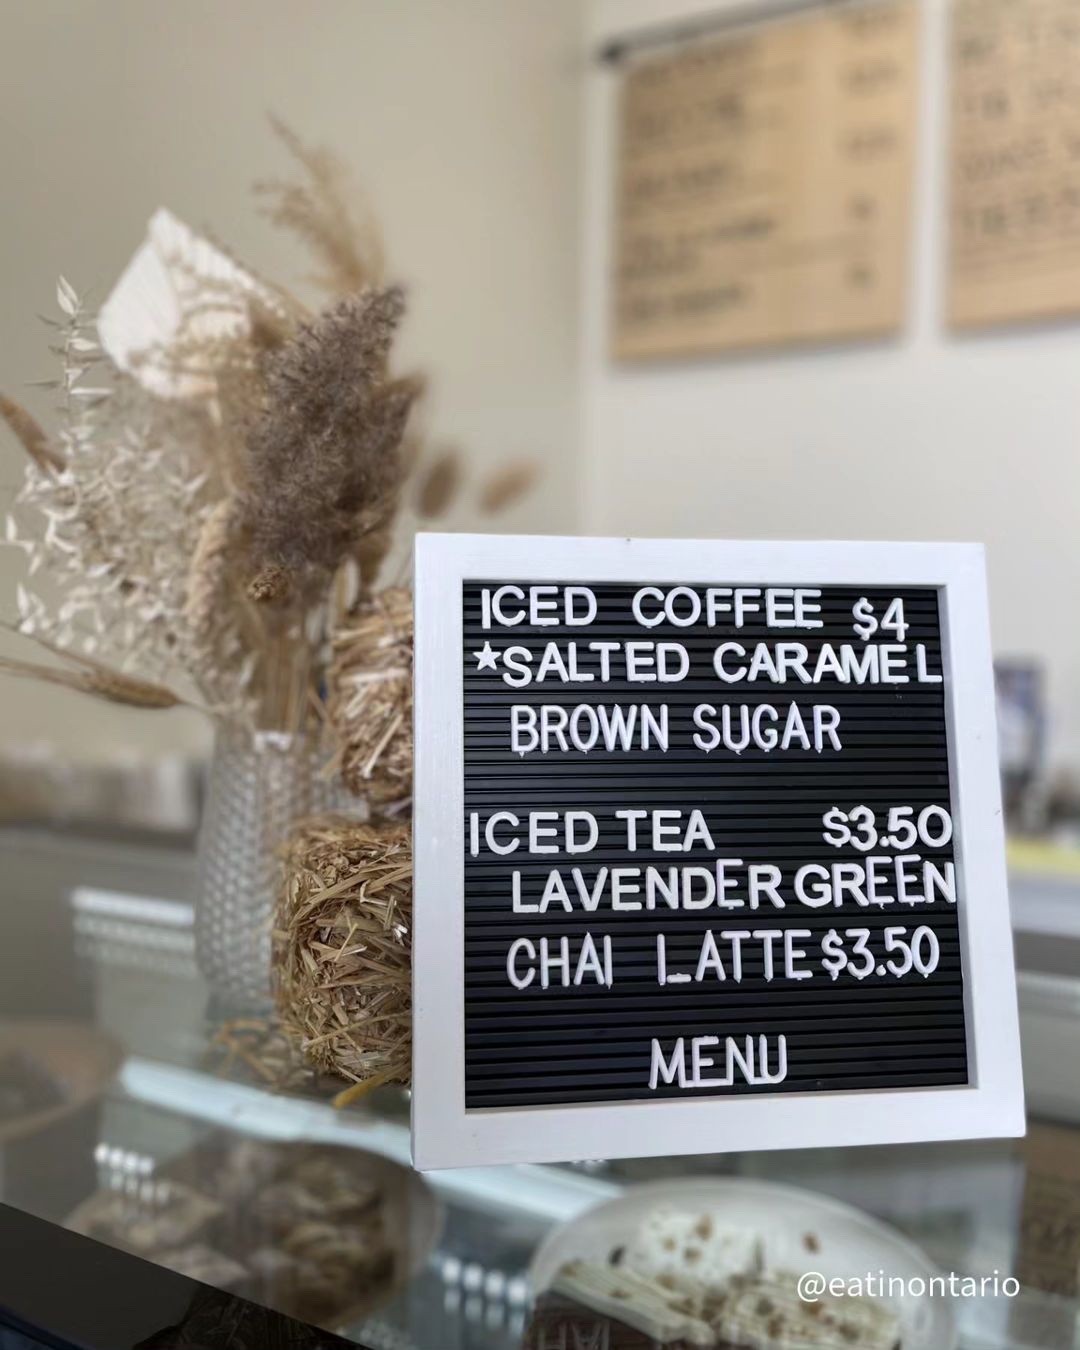 ICED COFFEE $4
*SALTED CARAMEL
BROWN SUGAR
ICED TEA $3.50
LAVENDER GREEN
CHAI LATTE $3.50
MENU
@eatinontario